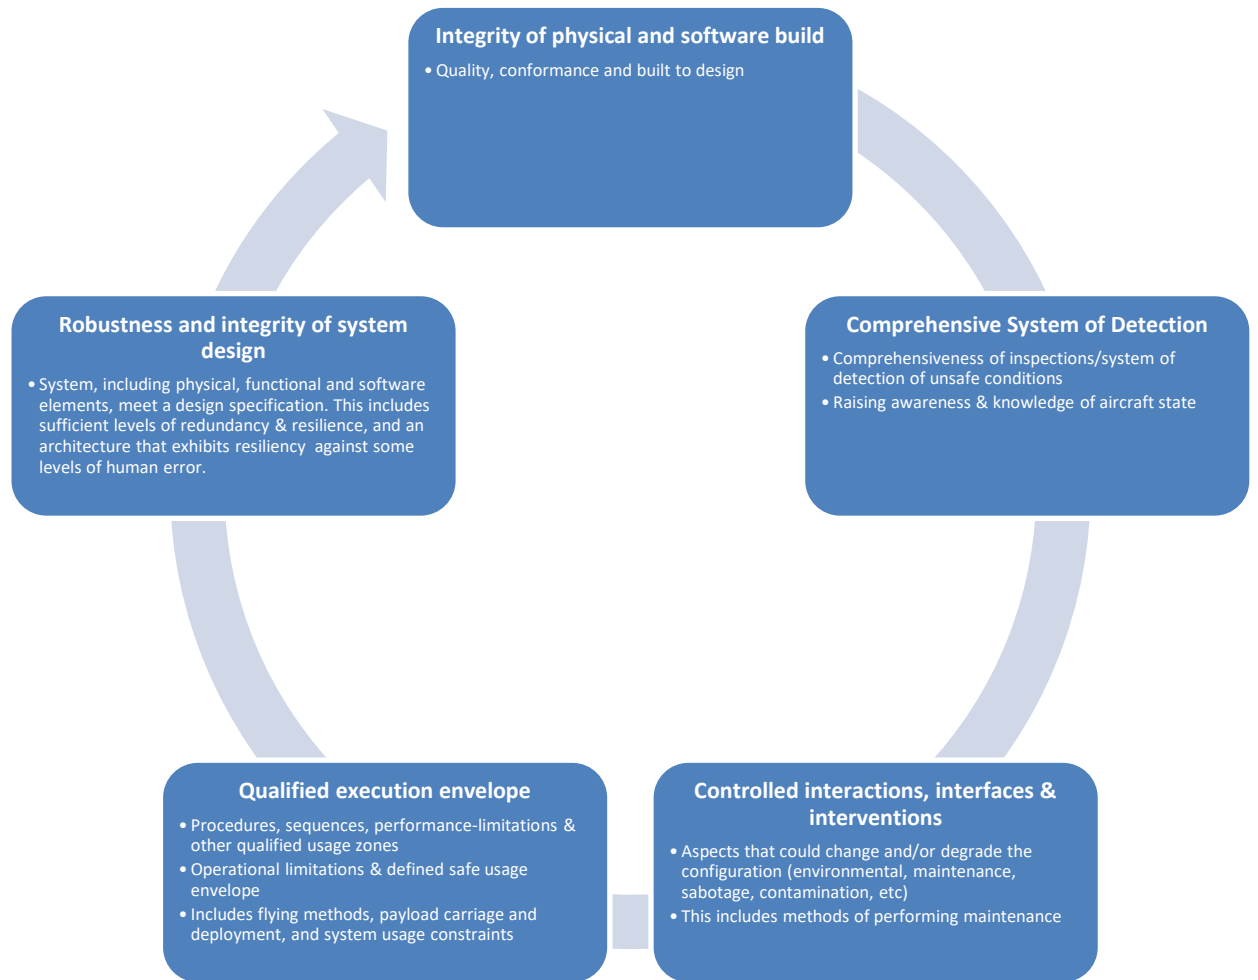 Integrity of physical and software build
• Quality, conformance and built to design
Comprehensive System of Detection
• Comprehensiveness of inspections/system of
detection of unsafe conditions
• Raising awareness & knowledge of aircraft state
Controlled interactions, interfaces &
interventions
• Aspects that could change and/or degrade the
configuration (environmental, maintenance,
sabotage, contamination, etc)
• This includes methods of performing maintenance
Qualified execution envelope
• Procedures, sequences, performance-limitations &
other qualified usage zones
• Operational limitations & defined safe usage
envelope
• Includes flying methods, payload carriage and
deployment, and system usage constraints
Robustness and integrity of system
design
• System, including physical, functional and software
elements, meet a design specification. This includes
sufficient levels of redundancy & resilience, and an
architecture that exhibits resiliency against some
levels of human error.